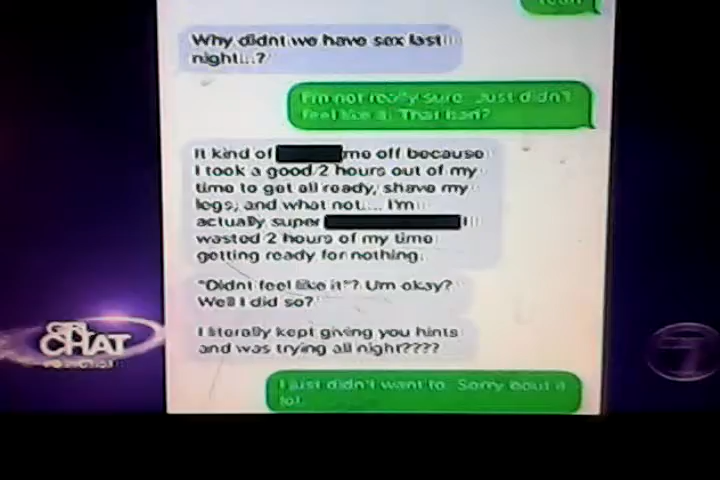 Yeah
Why didnt we have sex last
night...?
I'm not really sure. Just didn't
feel like it. That bad?
It kind of me off because
I took a good 2 hours out of my
time to get all ready, shave my
legs, and what not.... I'm
actually super I
wasted 2 hours of my time
getting ready for nothing.
"Didnt feel like it"? Um okay?
Well I did so?
I literally kept giving you hints
and was trying all night????
I just didn't want to. Sorry bout it
lol
GIRL
CHAT
7